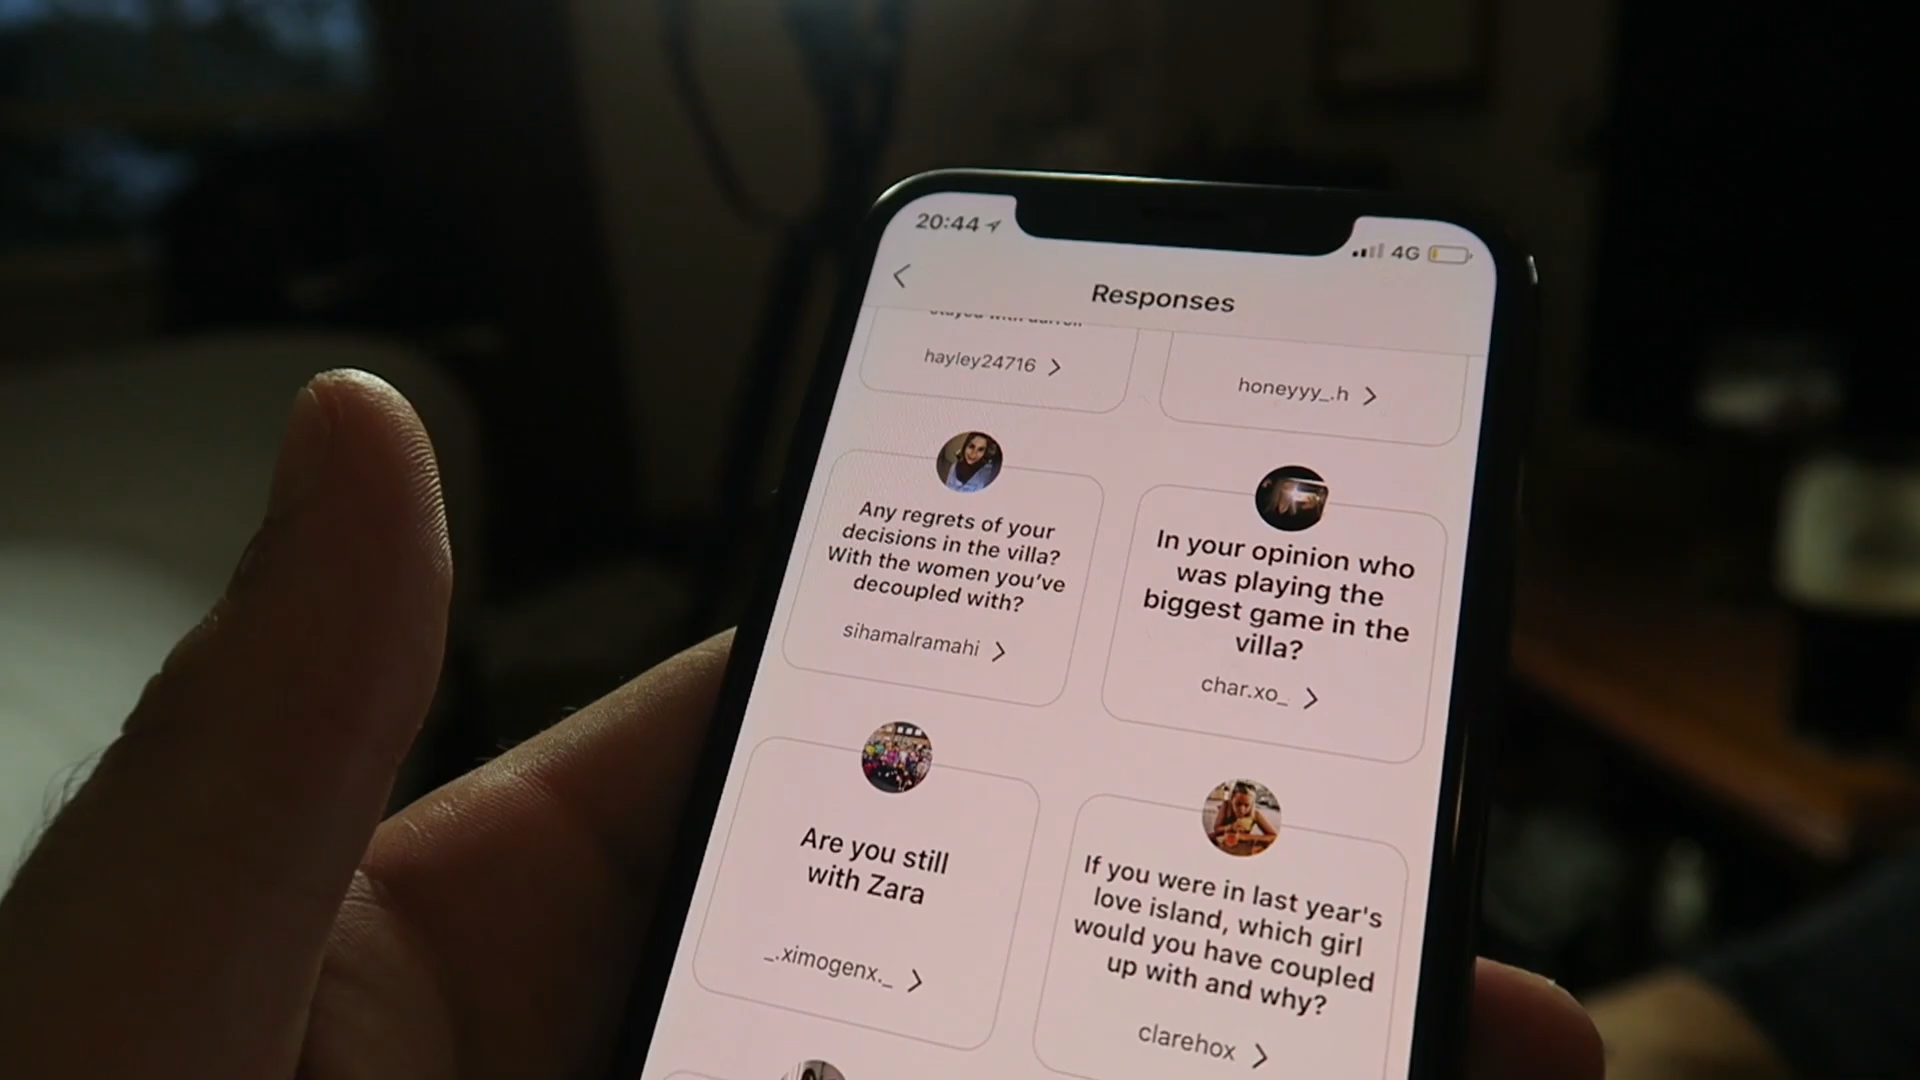 20:44
4G
Responses
stayed with
hayley24716
honeyyy_.h
Any regrets of your
decisions in the villa?
With the women you've
decoupled with?
sihamalramahi
In your opinion who
was playing the
biggest game in the
villa?
char.xo_
Are you still
with Zara
_.ximogenx._
If you were in last year's
love island, which girl
would you have coupled
up with and why?
clarehox